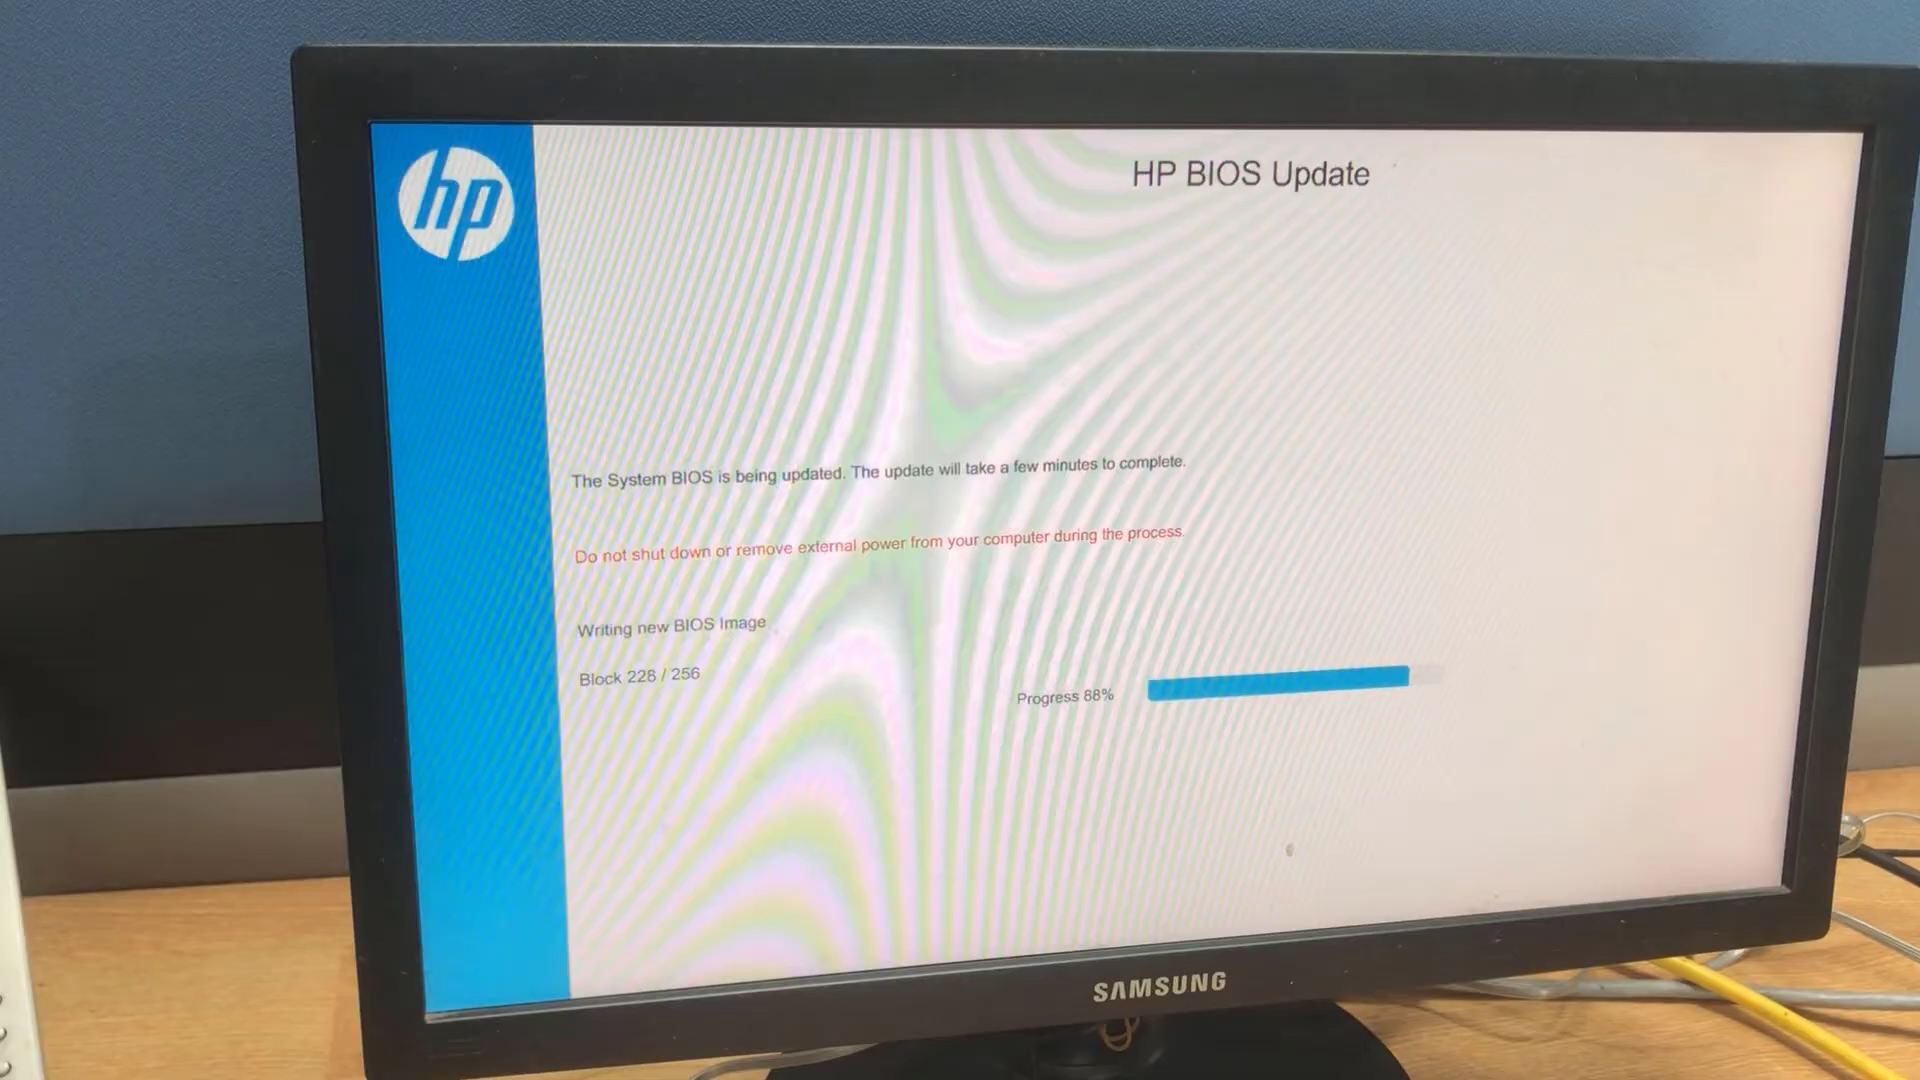 hp
HP BIOS Update
The System BIOS is being updated. The update will take a few minutes to complete.
Do not shut down or remove external power from your computer during the process.
Writing new BIOS Image
Block 228 / 256
Progress 88%
SAMSUNG